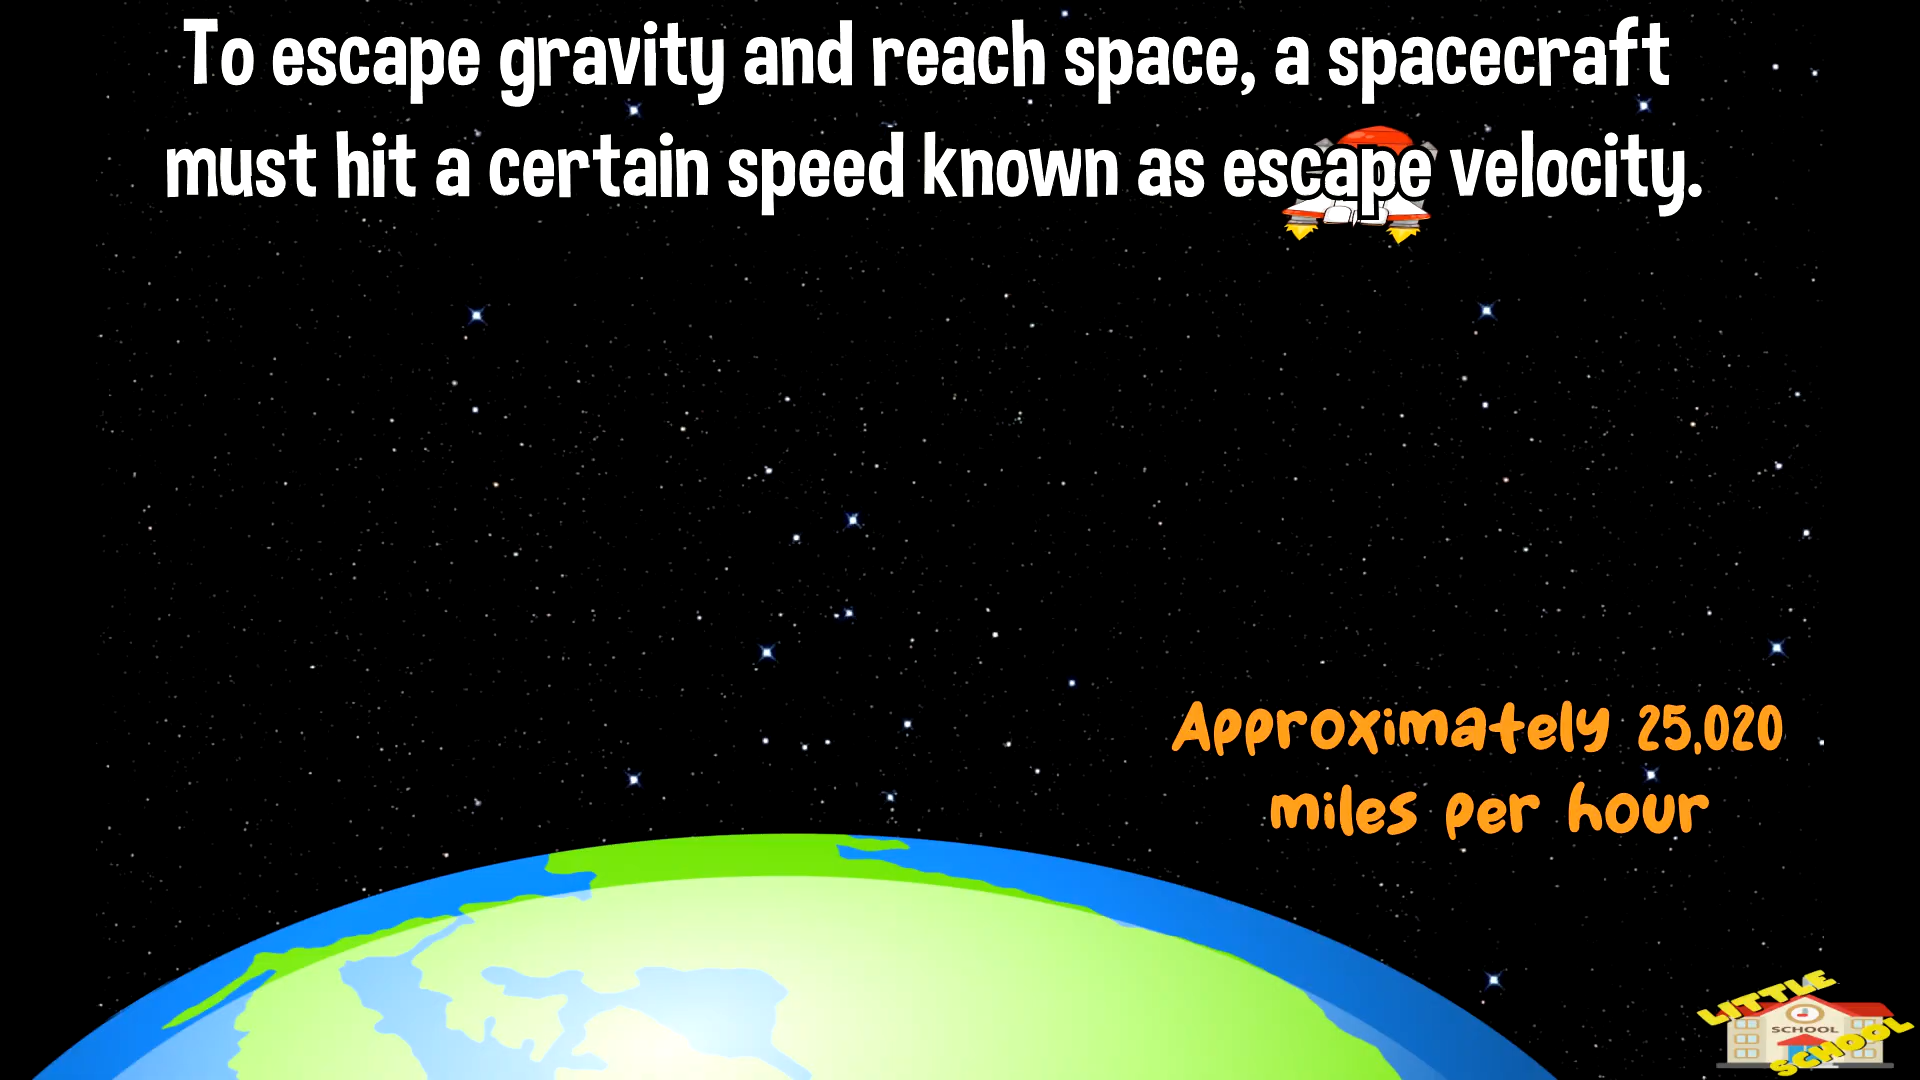 To escape gravity and reach space, a spacecraft
must hit a certain speed known as escape velocity.
Approximately 25,020
miles per hour
LITTLE
SCHOOL
SCHOOL